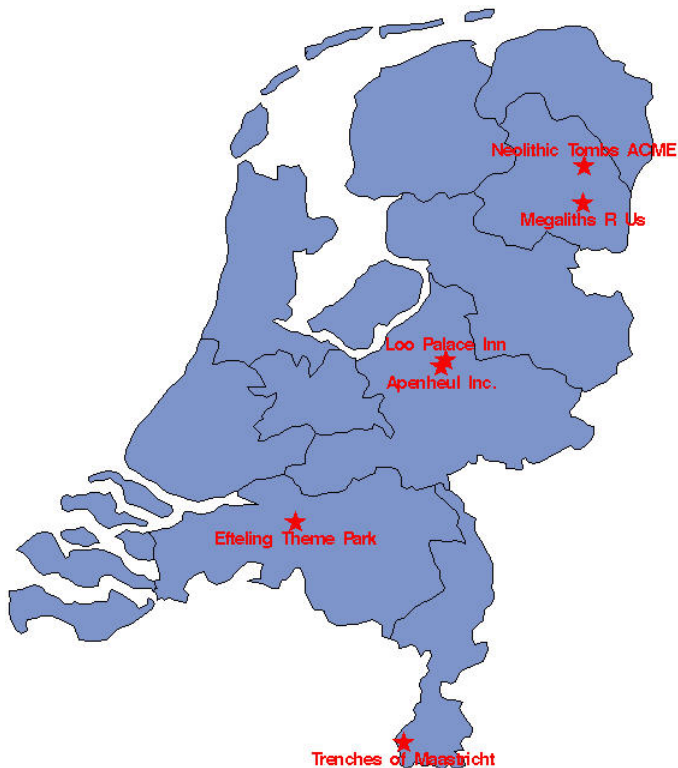 Neolithic Tombs ACME
Megaliths R Us
Loo Palace Inn
Apenheul Inc.
Efteling Theme Park
Trenches of Maastricht